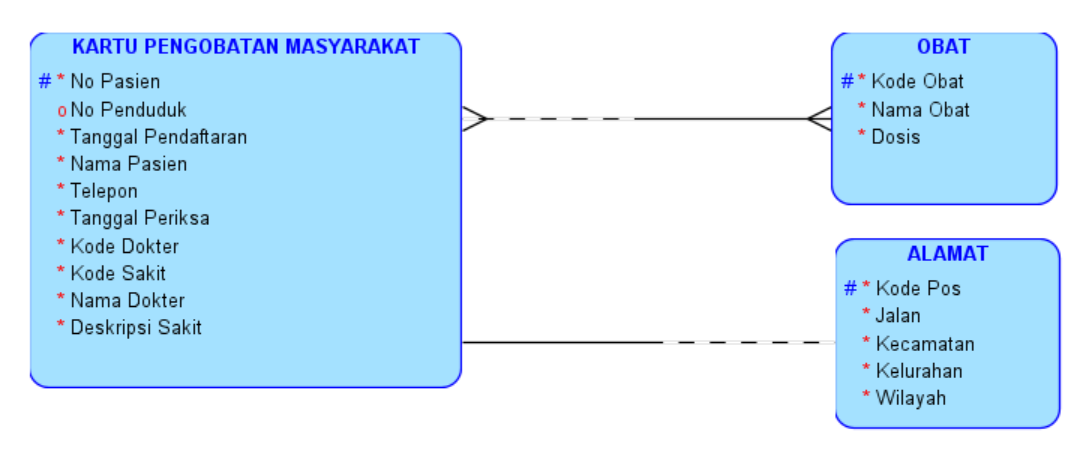 KARTU PENGOBATAN MASYARAKAT
# * No Pasien
o No Penduduk
* Tanggal Pendaftaran
* Nama Pasien
* Telepon
* Tanggal Periksa
* Kode Dokter
* Kode Sakit
* Nama Dokter
* Deskripsi Sakit
OBAT
# * Kode Obat
* Nama Obat
* Dosis
ALAMAT
# * Kode Pos
* Jalan
* Kecamatan
* Kelurahan
* Wilayah